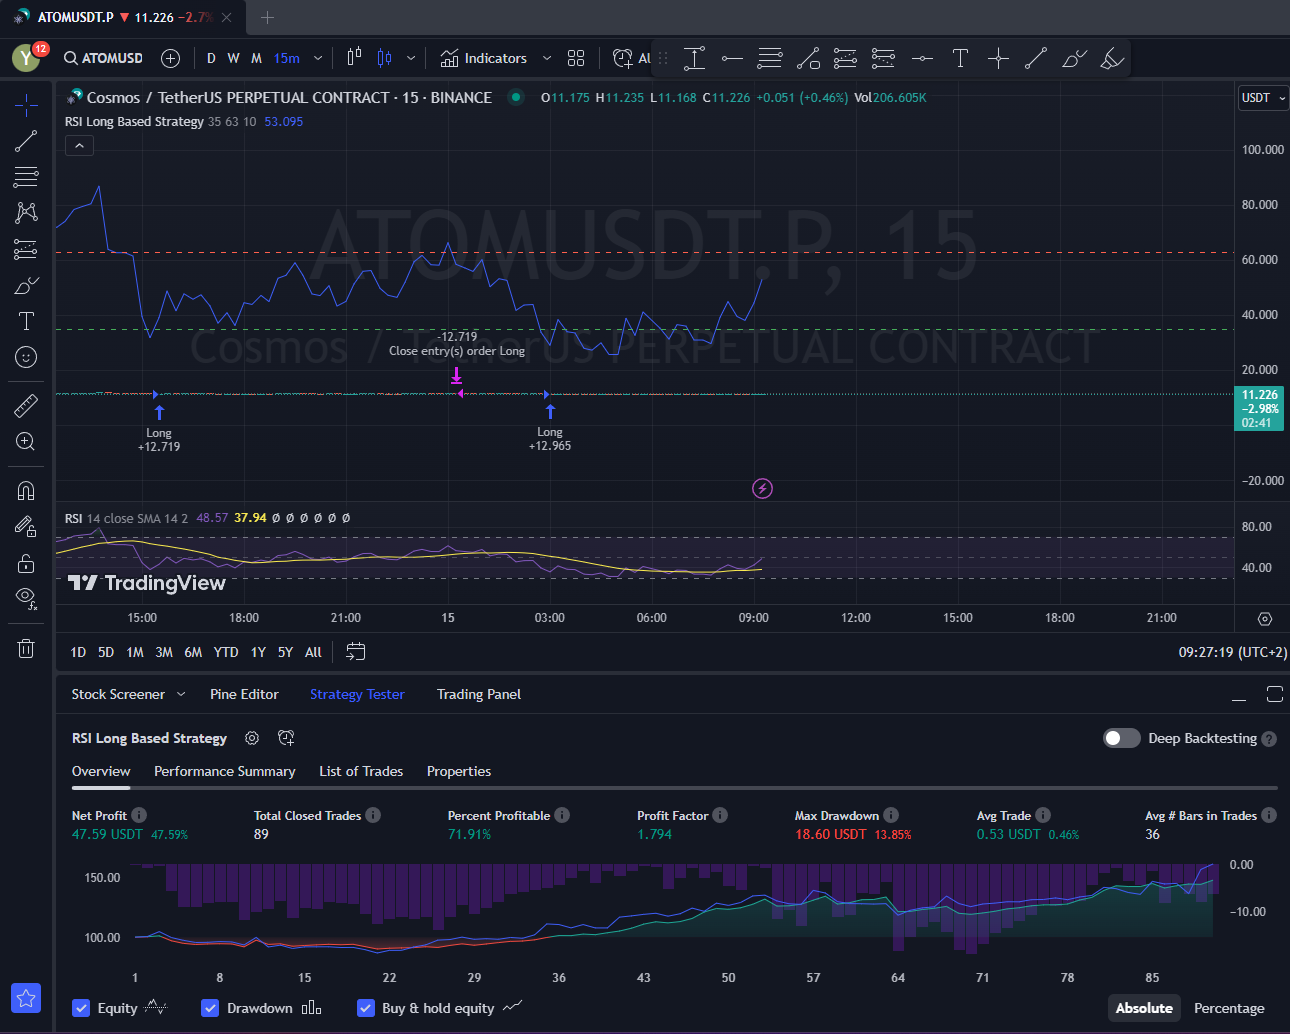 ATOMUSDT.P ▼ 11.226 −2.7%
Y 12 ATOMUSD D W M 15m Indicators Al T
Cosmos / TetherUS PERPETUAL CONTRACT · 15 · BINANCE O11.175 H11.235 L11.168 C11.226 +0.051 (+0.46%) Vol206.605K
USDT
RSI Long Based Strategy 35 63 10 53.095
100.000
80.000
ATOMUSDT.P, 15
60.000
40.000
Cosmos / TetherUS PERPETUAL CONTRACT
-12.719
Close entry(s) order Long
20.000
11.226
−2.98%
02:41
Long
+12.719
Long
+12.965
−20.000
RSI 14 close SMA 14 2 48.57 37.94 Ø Ø Ø Ø Ø Ø
80.00
40.00
TradingView
15:00 18:00 21:00 15 03:00 06:00 09:00 12:00 15:00 18:00 21:00
1D 5D 1M 3M 6M YTD 1Y 5Y All
09:27:19 (UTC+2)
Stock Screener Pine Editor Strategy Tester Trading Panel
RSI Long Based Strategy
Deep Backtesting
Overview Performance Summary List of Trades Properties
Net Profit Total Closed Trades Percent Profitable Profit Factor Max Drawdown Avg Trade Avg # Bars in Trades
47.59 USDT 47.59% 89 71.91% 1.794 18.60 USDT 13.85% 0.53 USDT 0.46% 36
150.00
100.00
0.00
−10.00
1 8 15 22 29 36 43 50 57 64 71 78 85
Equity Drawdown Buy & hold equity
Absolute Percentage